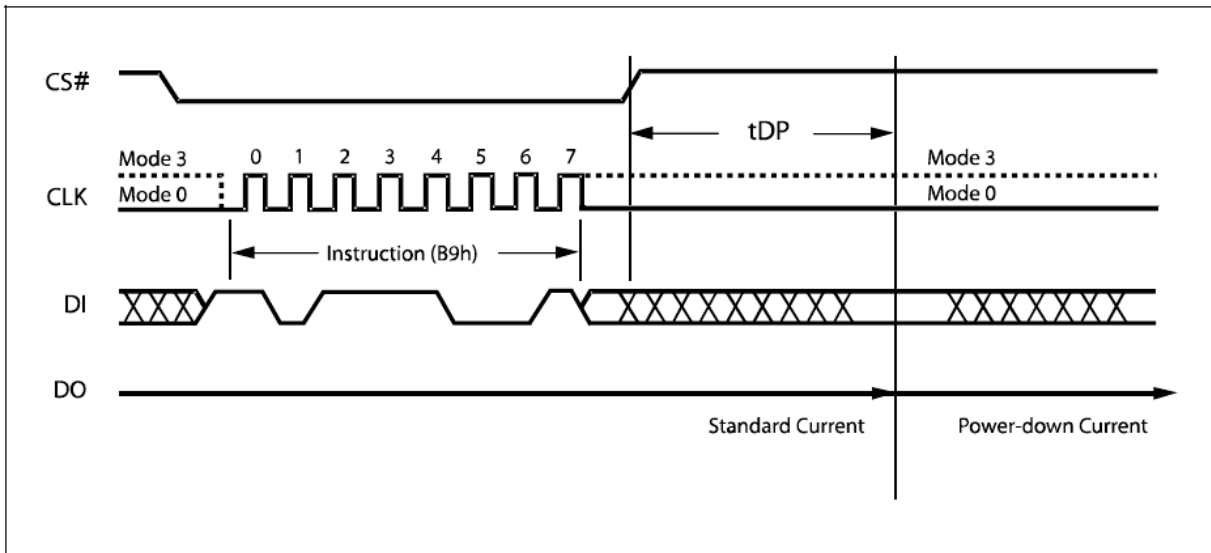 CS#
tDP
Mode 3
0 1 2 3 4 5 6 7
Mode 3
CLK
Mode 0
Mode 0
Instruction (B9h)
DI
DO
Standard Current
Power-down Current